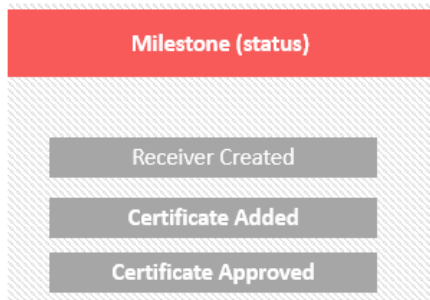 Milestone (status)
Receiver Created
Certificate Added
Certificate Approved